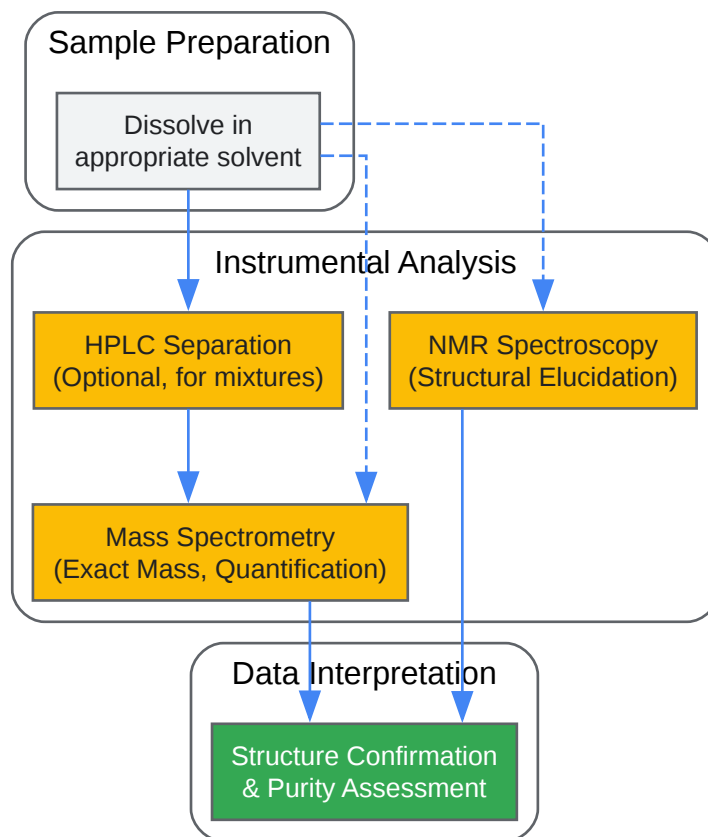 Sample Preparation
Dissolve in
appropriate solvent
Instrumental Analysis
HPLC Separation
(Optional, for mixtures)
NMR Spectroscopy
(Structural Elucidation)
Mass Spectrometry
(Exact Mass, Quantification)
Data Interpretation
Structure Confirmation
& Purity Assessment